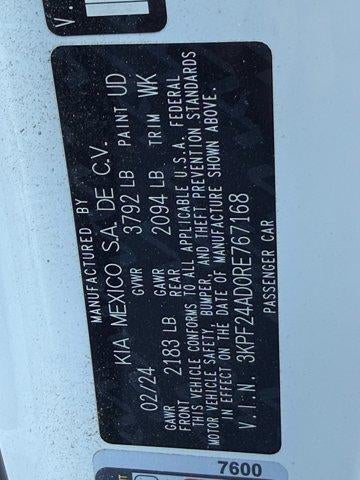 MANUFACTURED BY
KIA MEXICO S.A. DE C.V.
02/24 GVWR 3792 LB PAINT UD
GAWR FRONT 2183 LB GAWR REAR 2094 LB TRIM WK
THIS VEHICLE CONFORMS TO ALL APPLICABLE U.S.A. FEDERAL
MOTOR VEHICLE SAFETY, BUMPER, AND THEFT PREVENTION STANDARDS
IN EFFECT ON THE DATE OF MANUFACTURE SHOWN ABOVE.
V.I.N. 3KPF24AD0RE767168
PASSENGER CAR
7600
V.